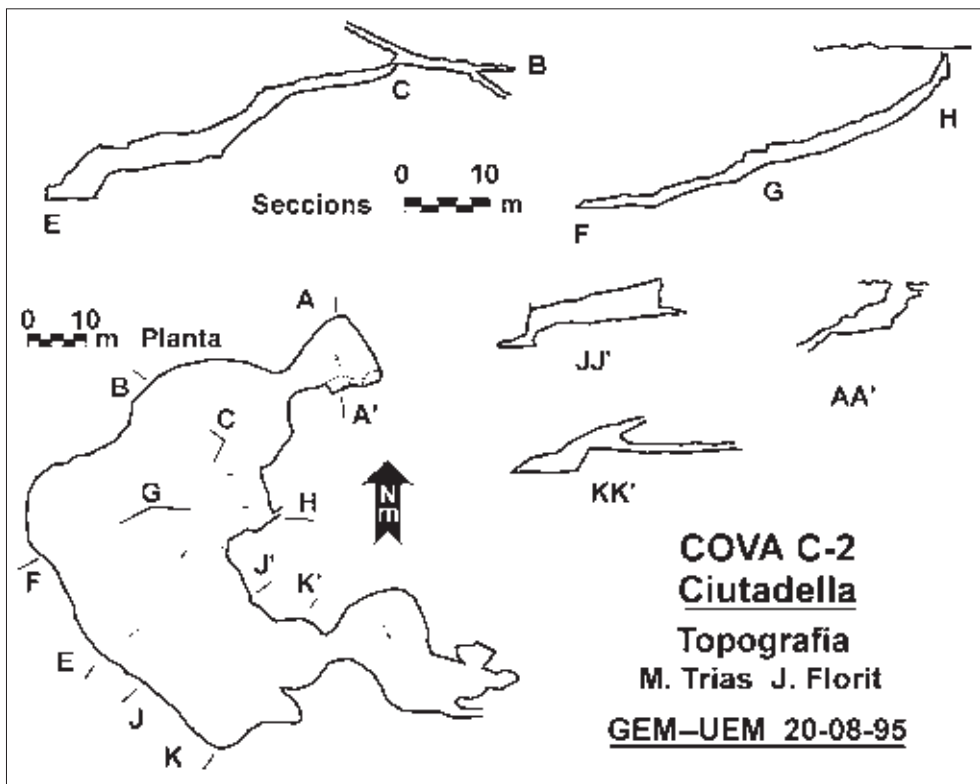 B
C
E
0 10
Seccions m
H
G
F
A
0 10
m Planta
B
A'
C
G
H
F
J'
K'
E
J
K
N
m
JJ'
AA'
KK'
COVA C-2
Ciutadella
Topografia
M. Trias J. Florit
GEM–UEM 20-08-95